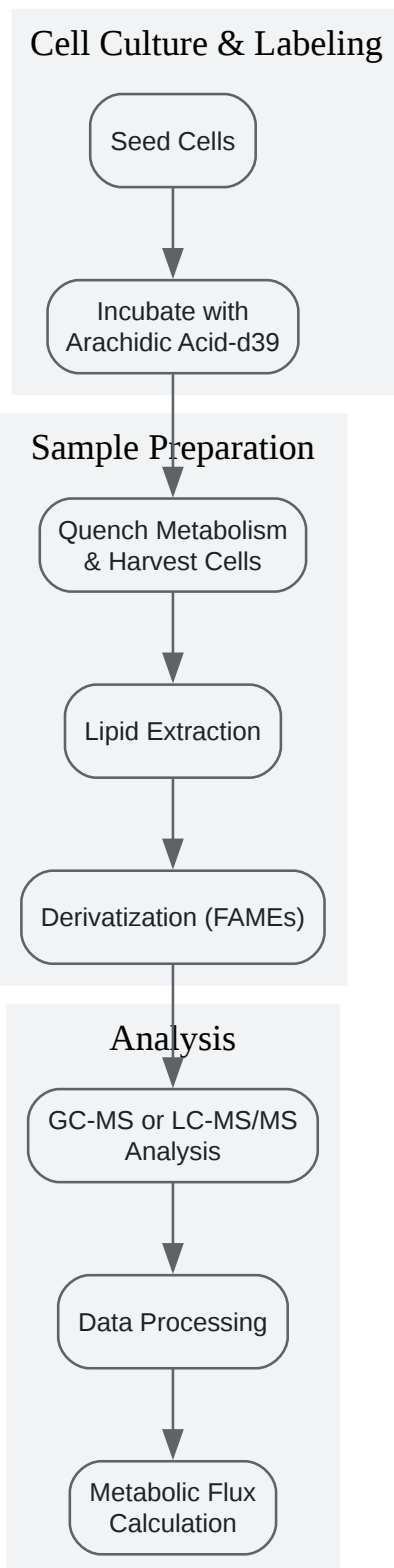 Cell Culture & Labeling
Seed Cells
Incubate with
Arachidic Acid-d39
Sample Preparation
Quench Metabolism
& Harvest Cells
Lipid Extraction
Derivatization (FAMEs)
Analysis
GC-MS or LC-MS/MS
Analysis
Data Processing
Metabolic Flux
Calculation